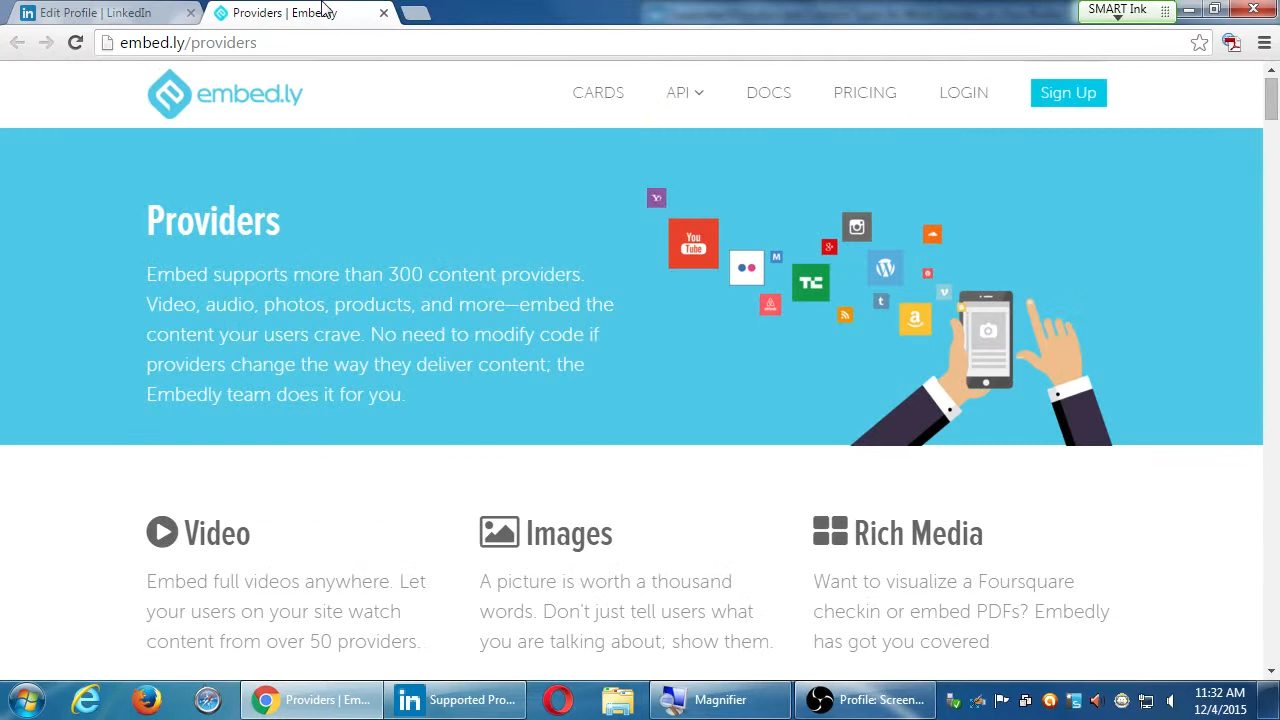 Edit Profile | LinkedIn
Providers | Embedly
SMART Ink
embed.ly/providers
embed.ly
CARDS
API
DOCS
PRICING
LOGIN
Sign Up
Providers
Embed supports more than 300 content providers.
Video, audio, photos, products, and more—embed the
content your users crave. No need to modify code if
providers change the way they deliver content; the
Embedly team does it for you.
You
Tube
M
g+
TC
t
v
a
Video
Embed full videos anywhere. Let
your users on your site watch
content from over 50 providers.
Images
A picture is worth a thousand
words. Don't just tell users what
you are talking about; show them.
Rich Media
Want to visualize a Foursquare
checkin or embed PDFs? Embedly
has got you covered
Providers | Em...
in
Supported Pro...
Magnifier
Profile: Screen...
11:32 AM
12/4/2015